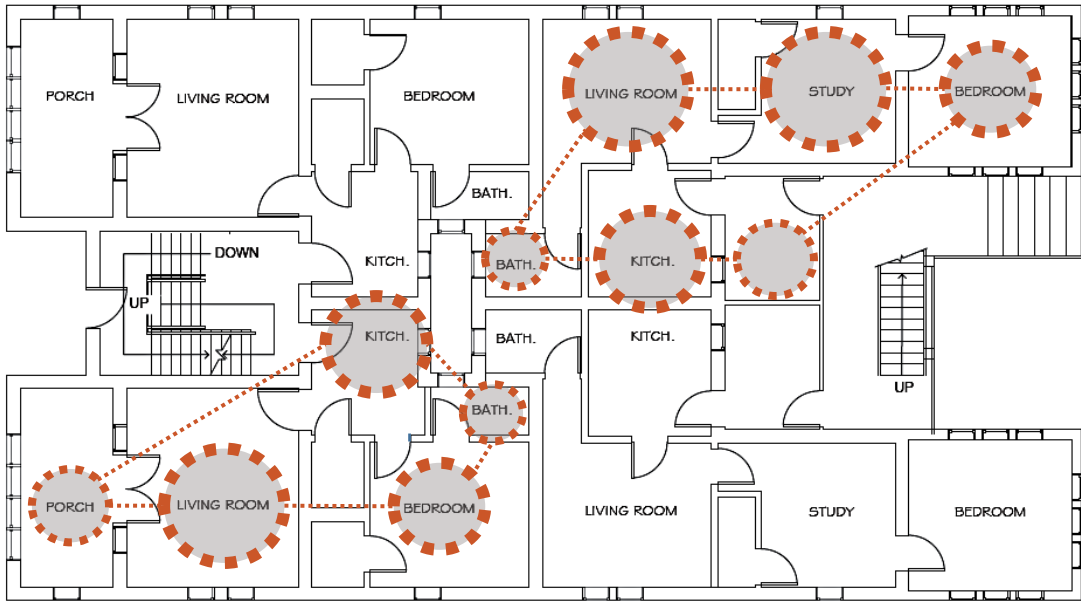 PORCH
LIVING ROOM
BEDROOM
LIVING ROOM
STUDY
BEDROOM
BATH.
DOWN
UP
KITCH.
BATH.
KITCH.
KITCH.
BATH.
KITCH.
BATH.
UP
PORCH
LIVING ROOM
BEDROOM
LIVING ROOM
STUDY
BEDROOM